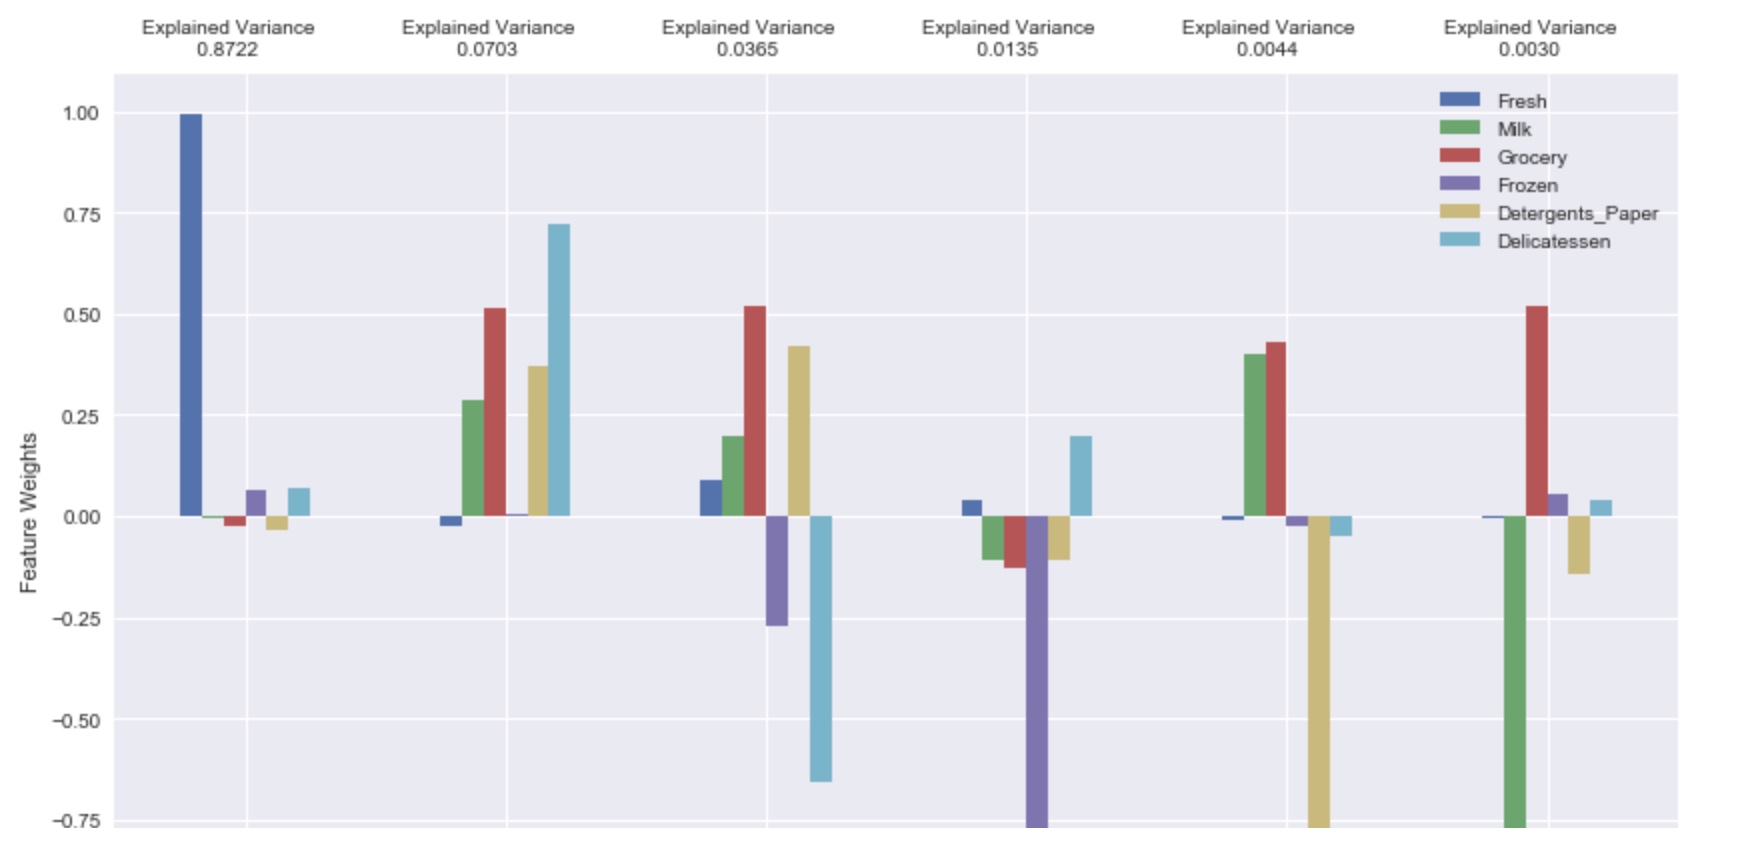 Explained Variance
0.8722
Explained Variance
0.0703
Explained Variance
0.0365
Explained Variance
0.0135
Explained Variance
0.0044
Explained Variance
0.0030
Fresh
Milk
Grocery
Frozen
Detergents_Paper
Delicatessen
Feature Weights
1.00
0.75
0.50
0.25
0.00
−0.25
−0.50
−0.75